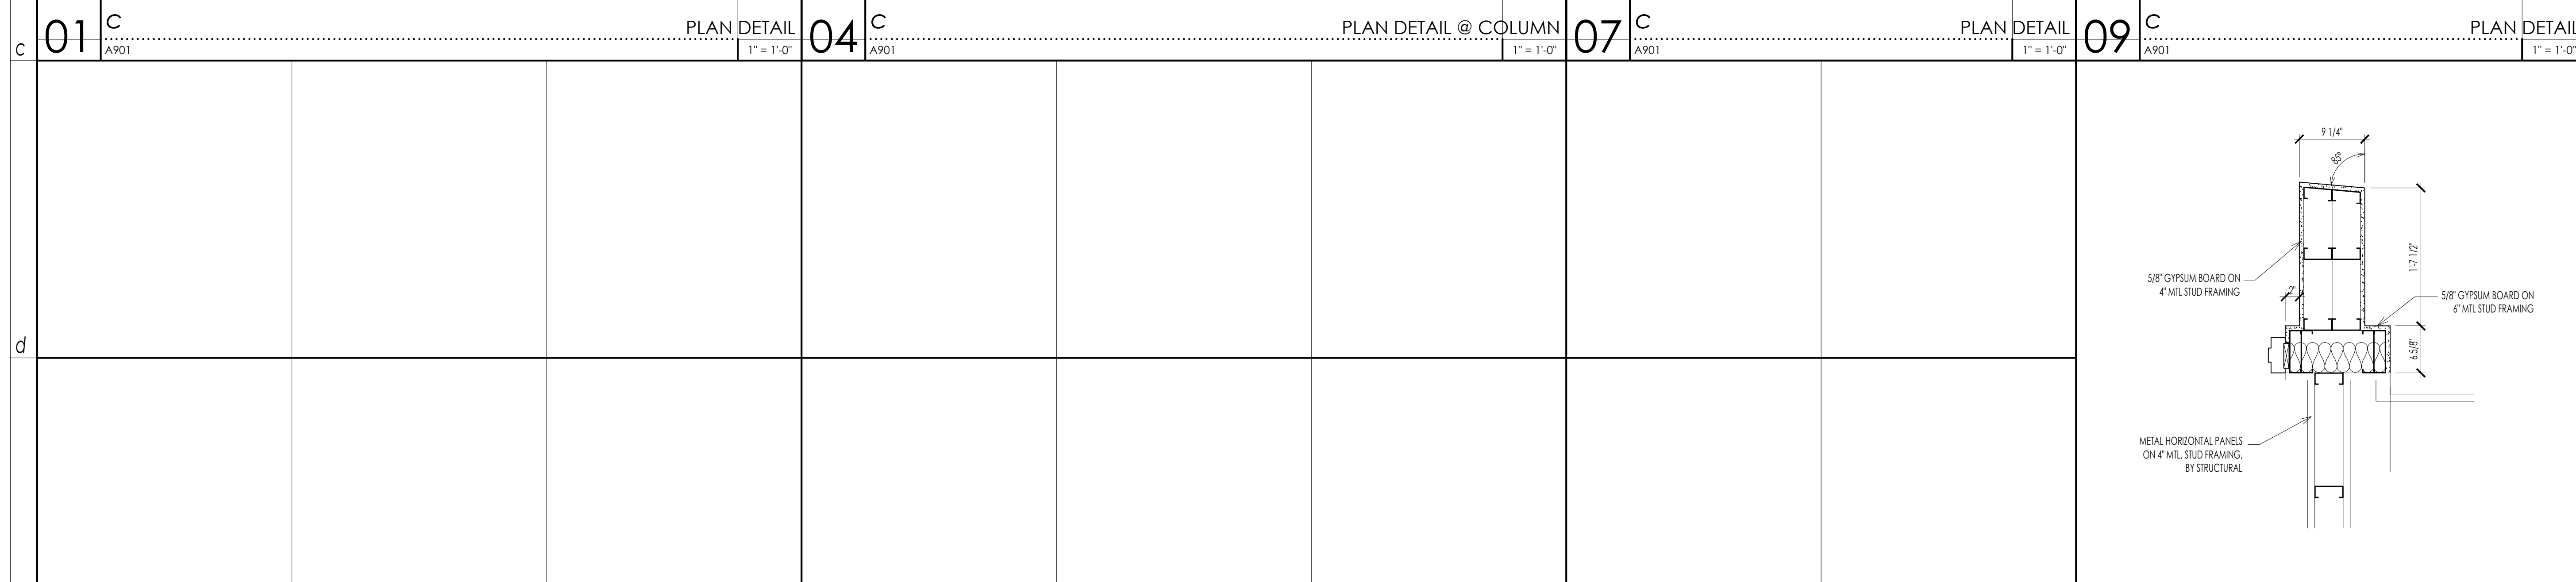 c
01
C
PLAN DETAIL
A901
1" = 1'-0"
04
C
PLAN DETAIL @ COLUMN
A901
1" = 1'-0"
07
C
PLAN DETAIL
A901
1" = 1'-0"
09
C
PLAN DETAIL
A901
1" = 1'-0"
9 1/4"
85°
1'-7 1/2"
5/8" GYPSUM BOARD ON
4" MTL STUD FRAMING
2"
5/8" GYPSUM BOARD ON
6" MTL STUD FRAMING
d
6 5/8"
METAL HORIZONTAL PANELS
ON 4" MTL. STUD FRAMING,
BY STRUCTURAL